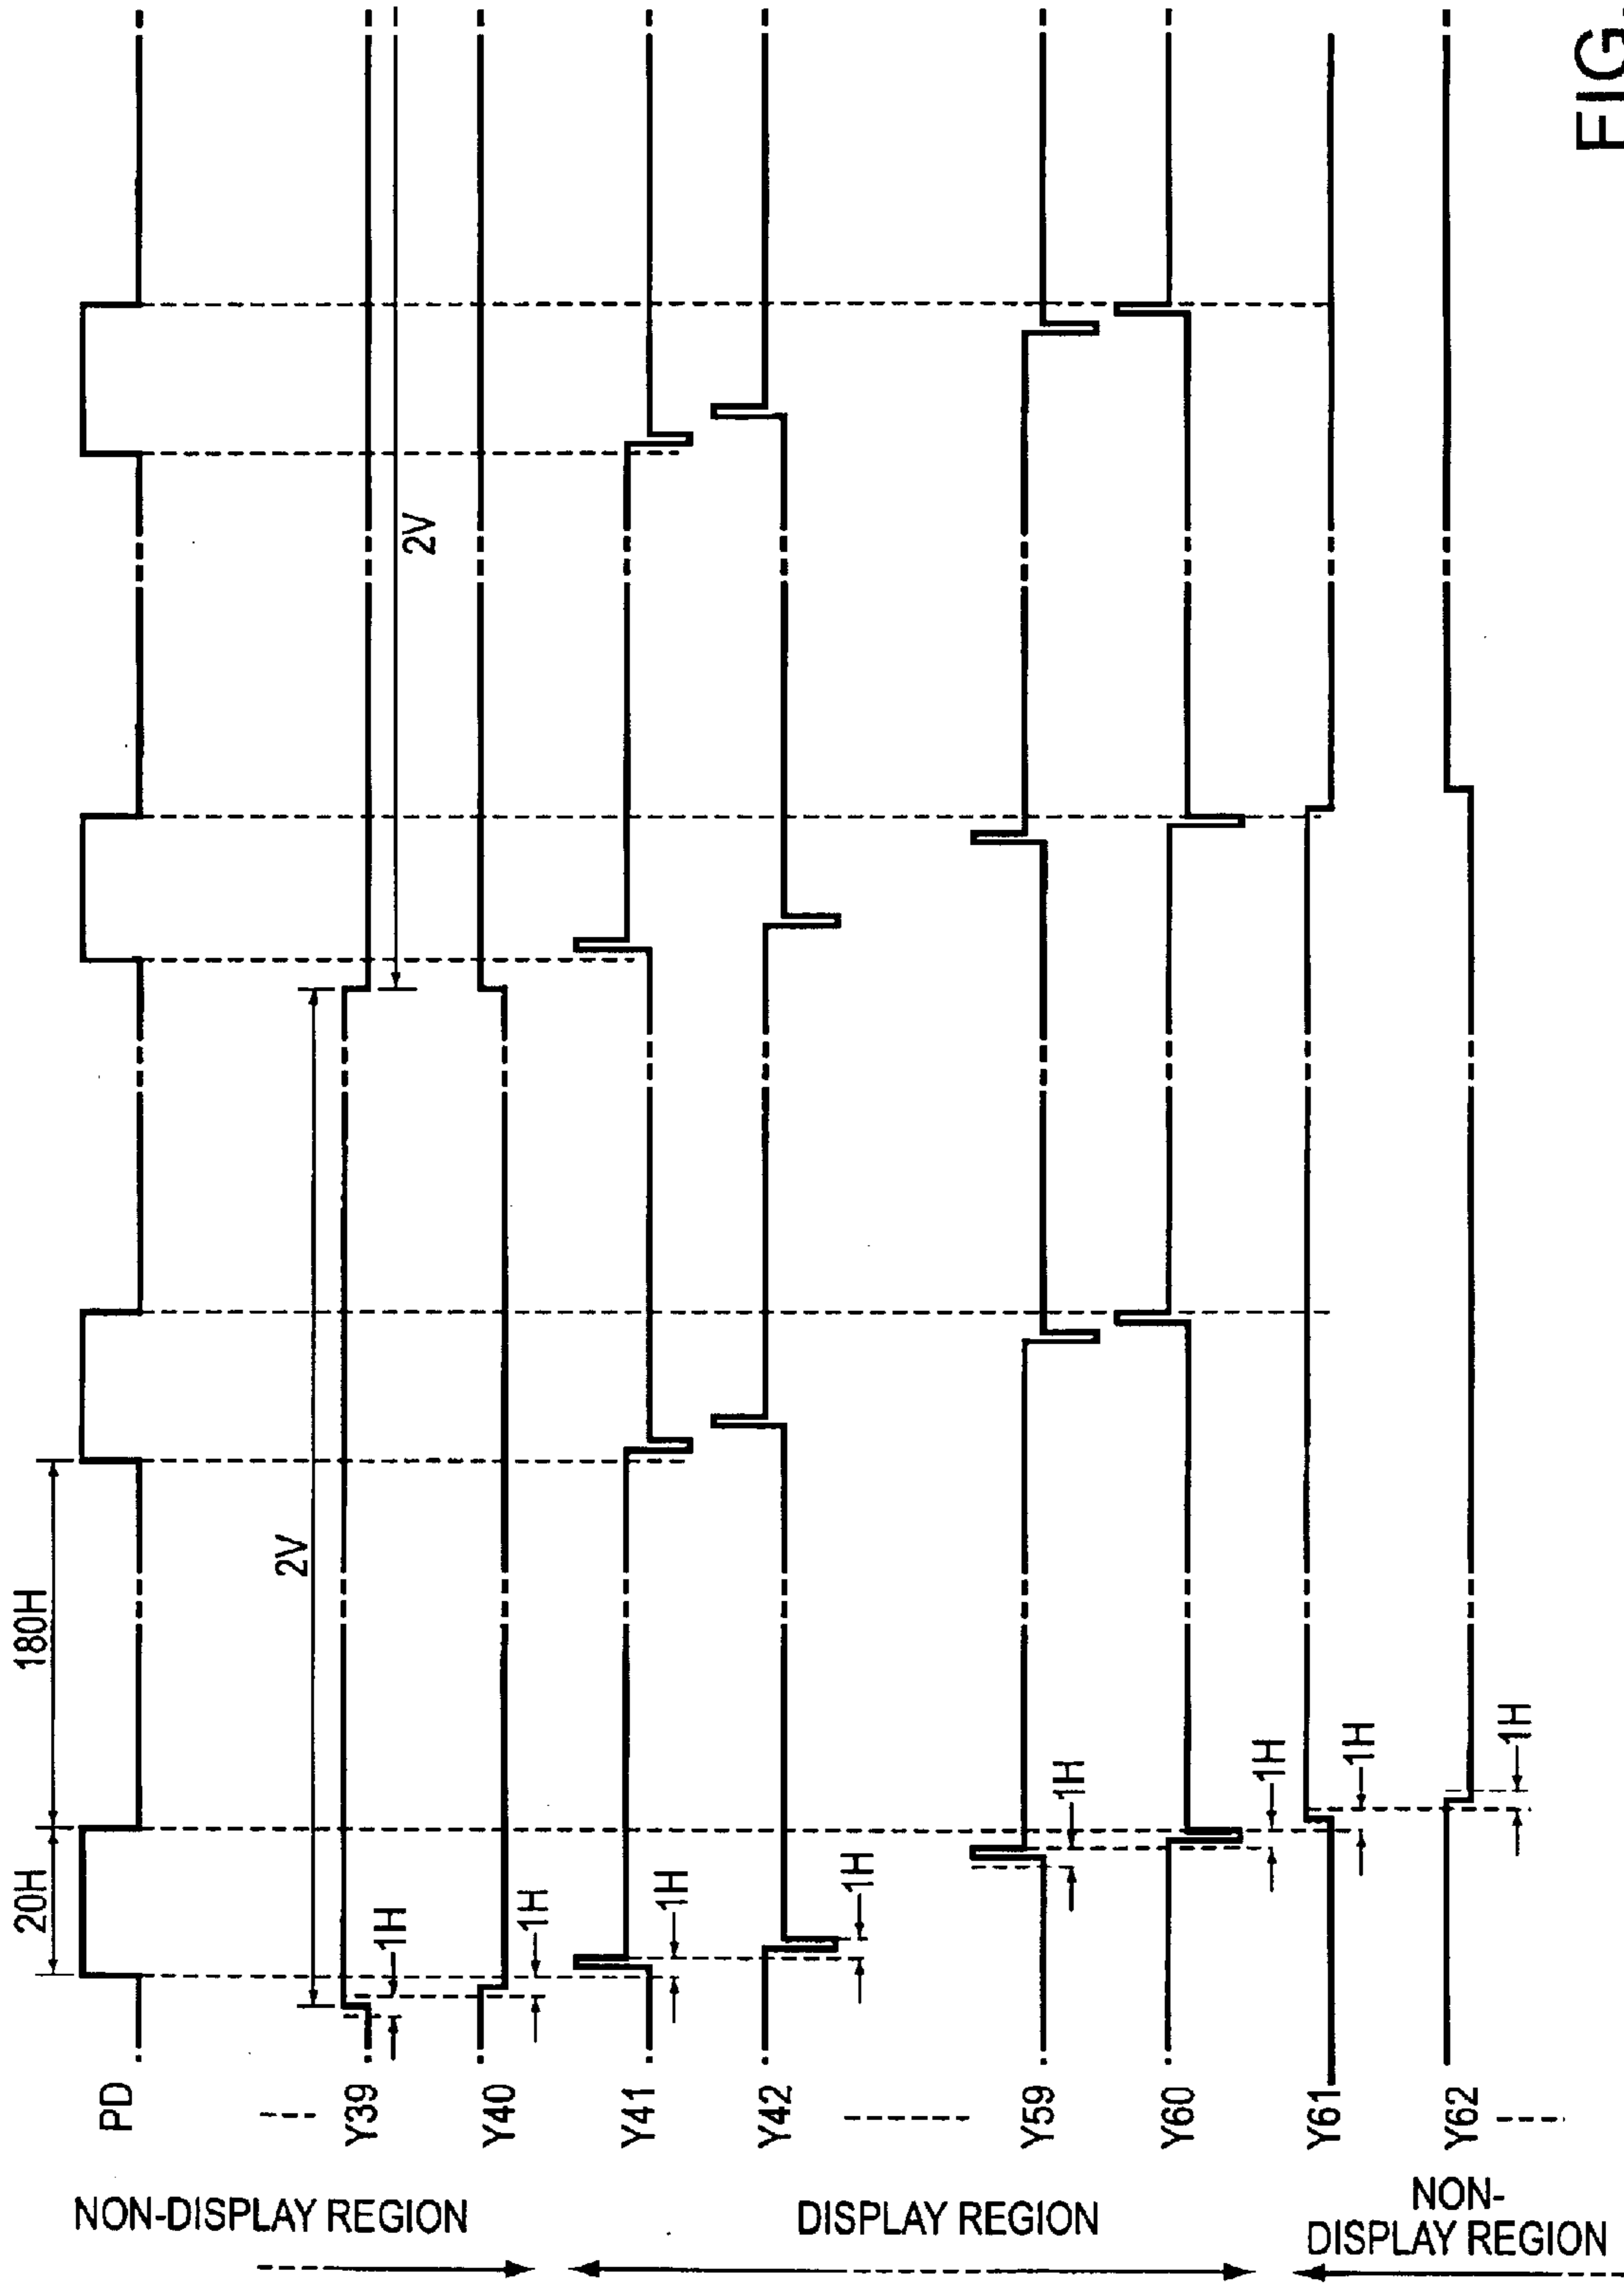 20H
180H
PD
2V
2V
Y39
1H
Y40
1H
Y41
1H
Y42
1H
Y59
1H
Y60
1H
Y61
1H
Y62
1H
NON-DISPLAY REGION
DISPLAY REGION
NON-
DISPLAY REGION
FIG.